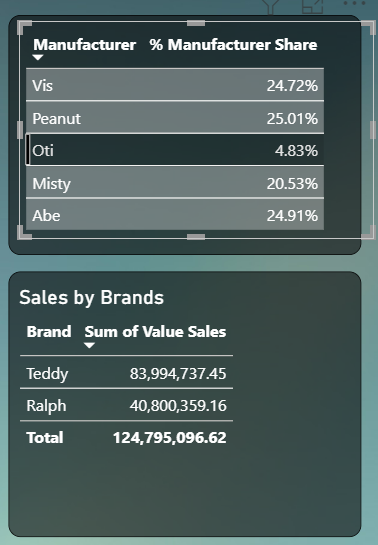 Manufacturer % Manufacturer Share
Vis 24.72%
Peanut 25.01%
Oti 4.83%
Misty 20.53%
Abe 24.91%
Sales by Brands
Brand Sum of Value Sales
Teddy 83,994,737.45
Ralph 40,800,359.16
Total 124,795,096.62